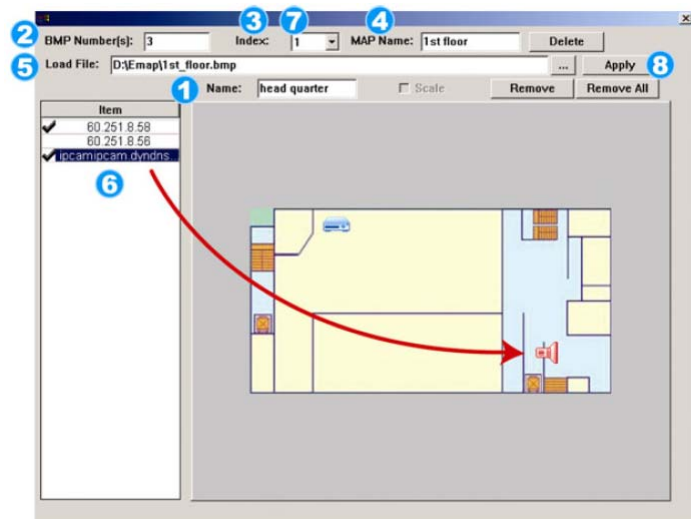 3 7 4
2 BMP Number(s): 3 Index: 1 MAP Name: 1st floor Delete
5 Load File: D:\Emap\1st_floor.bmp ... Apply 8
1 Name: head quarter Scale Remove Remove All
Item
60.251.8.58
60.251.8.56
ipcamipcam.dyndns
6